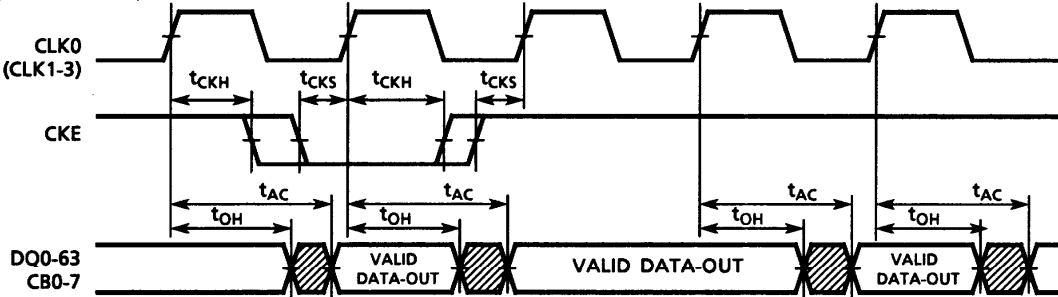 CLK0
(CLK1-3)
tCKH
tCKS
tCKH
tCKS
CKE
tAC
tAC
tAC
tAC
tOH
tOH
tOH
tOH
DQ0-63
CB0-7
VALID
DATA-OUT
VALID DATA-OUT
VALID
DATA-OUT